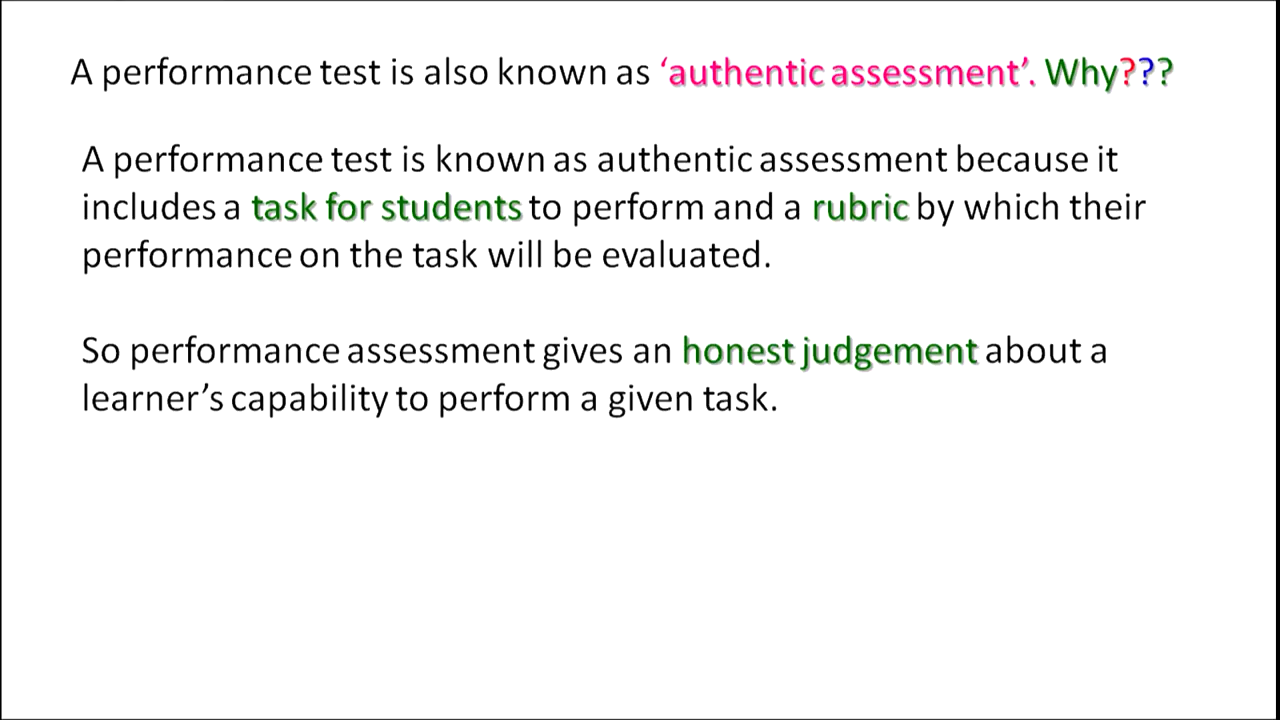 A performance test is also known as ‘authentic assessment’. Why???
A performance test is known as authentic assessment because it
includes a task for students to perform and a rubric by which their
performance on the task will be evaluated.
So performance assessment gives an honest judgement about a
learner’s capability to perform a given task.